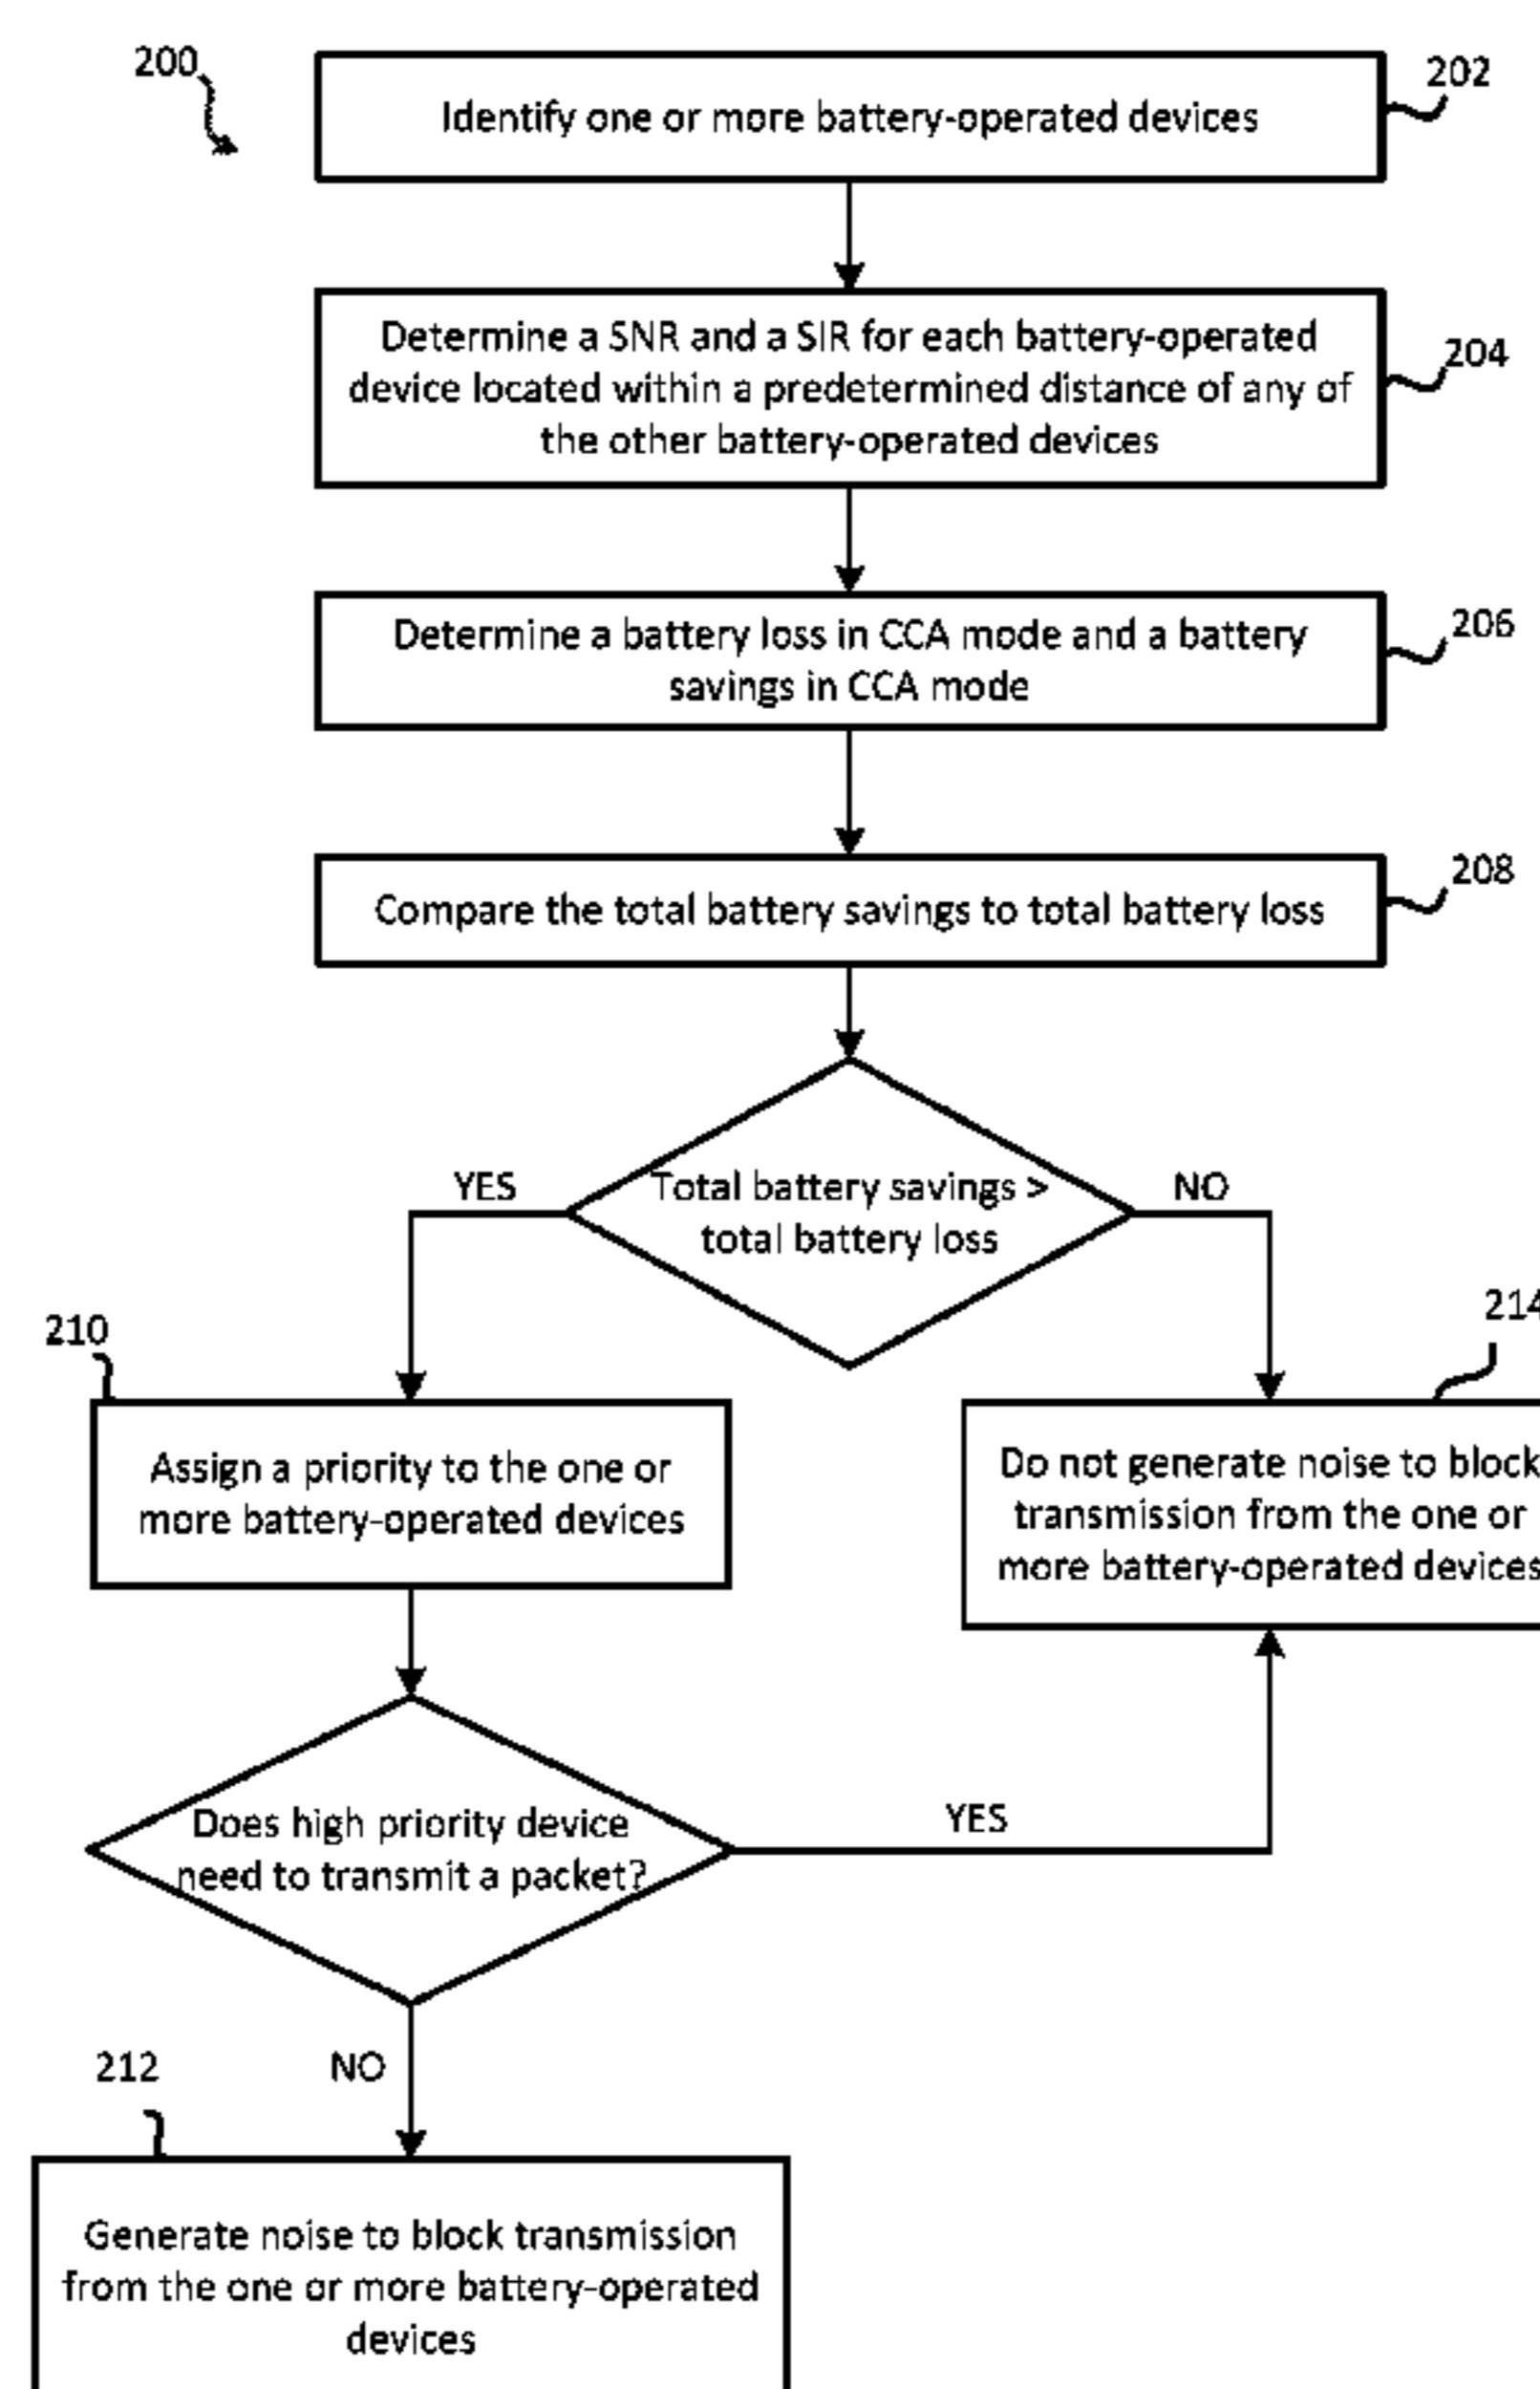 200
202
Identify one or more battery-operated devices
204
Determine a SNR and a SIR for each battery-operated
device located within a predetermined distance of any of
the other battery-operated devices
206
Determine a battery loss in CCA mode and a battery
savings in CCA mode
208
Compare the total battery savings to total battery loss
YES
Total battery savings >
total battery loss
NO
210
214
Assign a priority to the one or
more battery-operated devices
Do not generate noise to block
transmission from the one or
more battery-operated devices
Does high priority device
need to transmit a packet?
YES
212
NO
Generate noise to block transmission
from the one or more battery-operated
devices